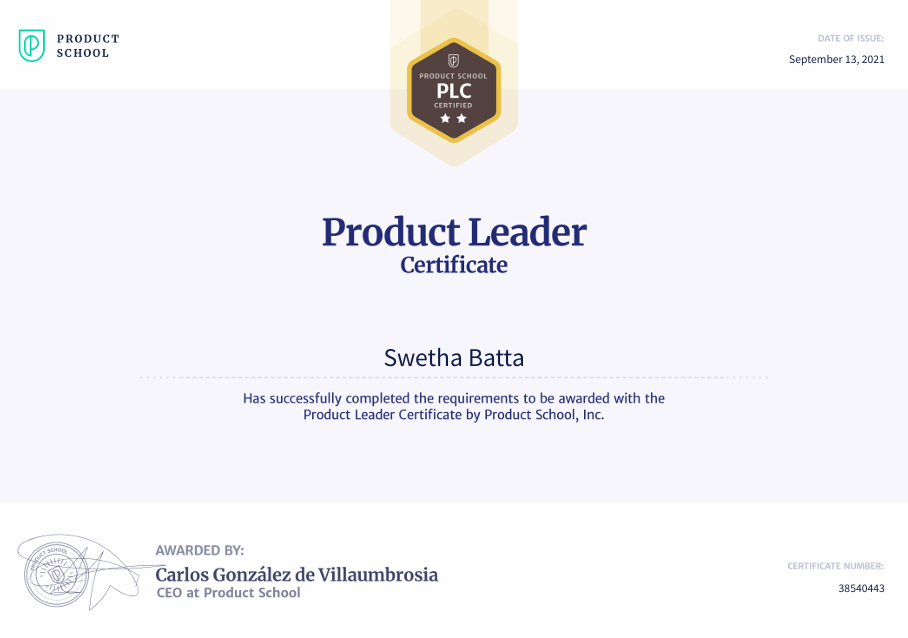 PRODUCT
SCHOOL
DATE OF ISSUE:
September 13, 2021
PRODUCT SCHOOL
PLC
CERTIFIED
Product Leader
Certificate
Swetha Batta
Has successfully completed the requirements to be awarded with the
Product Leader Certificate by Product School, Inc.
PRODUCT SCHOOL
AWARDED BY:
Carlos González de Villaumbrosia
CEO at Product School
CERTIFICATE NUMBER:
38540443